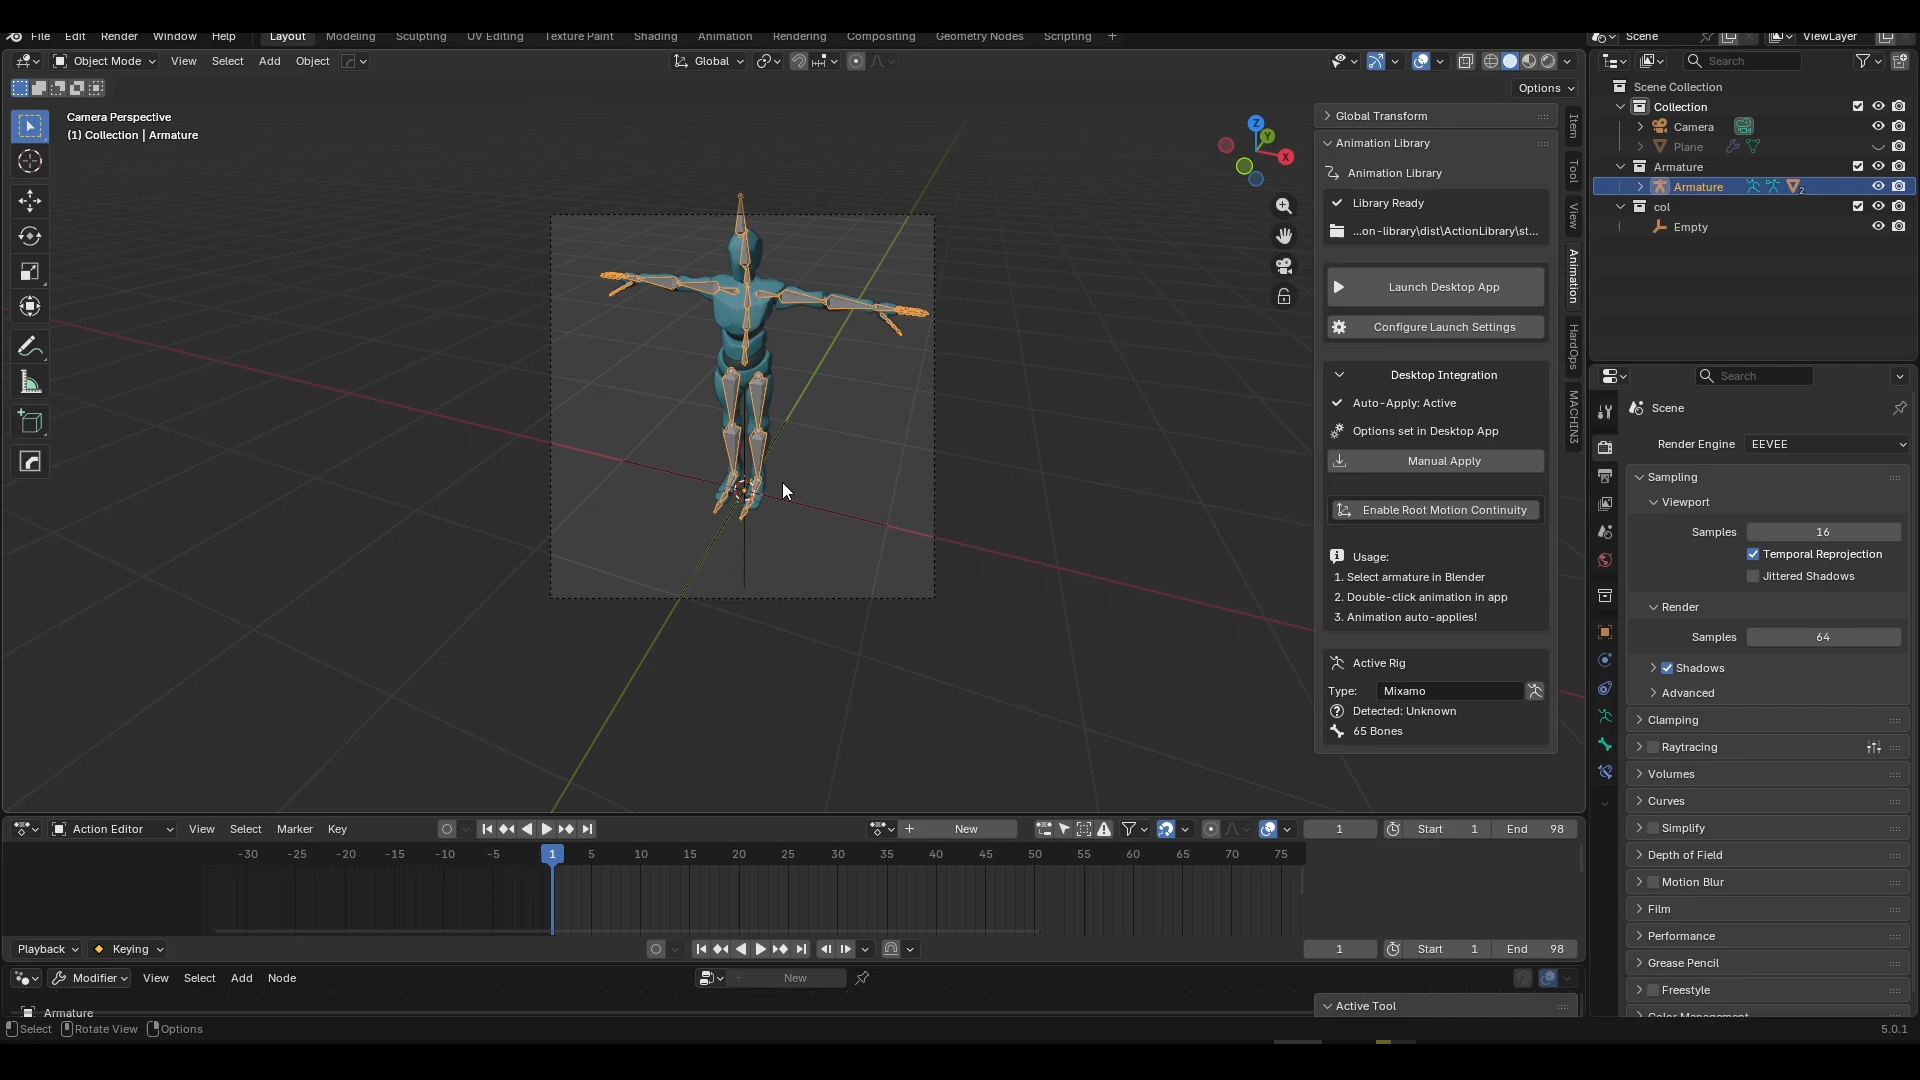 File Edit Render Window Help Layout Modeling Sculpting UV Editing Texture Paint Shading Animation Rendering Compositing Geometry Nodes Scripting + Scene ViewLayer
Object Mode View Select Add Object Global Search
Options
Camera Perspective
(1) Collection | Armature
Z
Y
X
Global Transform
Animation Library
Animation Library
Library Ready
...on-library\dist\ActionLibrary\st...
Launch Desktop App
Configure Launch Settings
Desktop Integration
Auto-Apply: Active
Options set in Desktop App
Manual Apply
Enable Root Motion Continuity
Usage:
1. Select armature in Blender
2. Double-click animation in app
3. Animation auto-applies!
Active Rig
Type: Mixamo
Detected: Unknown
65 Bones
Item
Tool
View
Animation
HardOps
MACHIN3
Scene Collection
Collection
Camera
Plane
Armature
Armature 2
col
Empty
Search
Scene
Render Engine EEVEE
Sampling
Viewport
Samples 16
Temporal Reprojection
Jittered Shadows
Render
Samples 64
Shadows
Advanced
Clamping
Raytracing
Volumes
Curves
Simplify
Depth of Field
Motion Blur
Film
Performance
Grease Pencil
Freestyle
Color Management
Action Editor View Select Marker Key New 1 Start 1 End 98
-30 -25 -20 -15 -10 -5 1 5 10 15 20 25 30 35 40 45 50 55 60 65 70 75
Playback Keying 1 Start 1 End 98
Modifier View Select Add Node New
Armature Active Tool
Select Rotate View Options 5.0.1